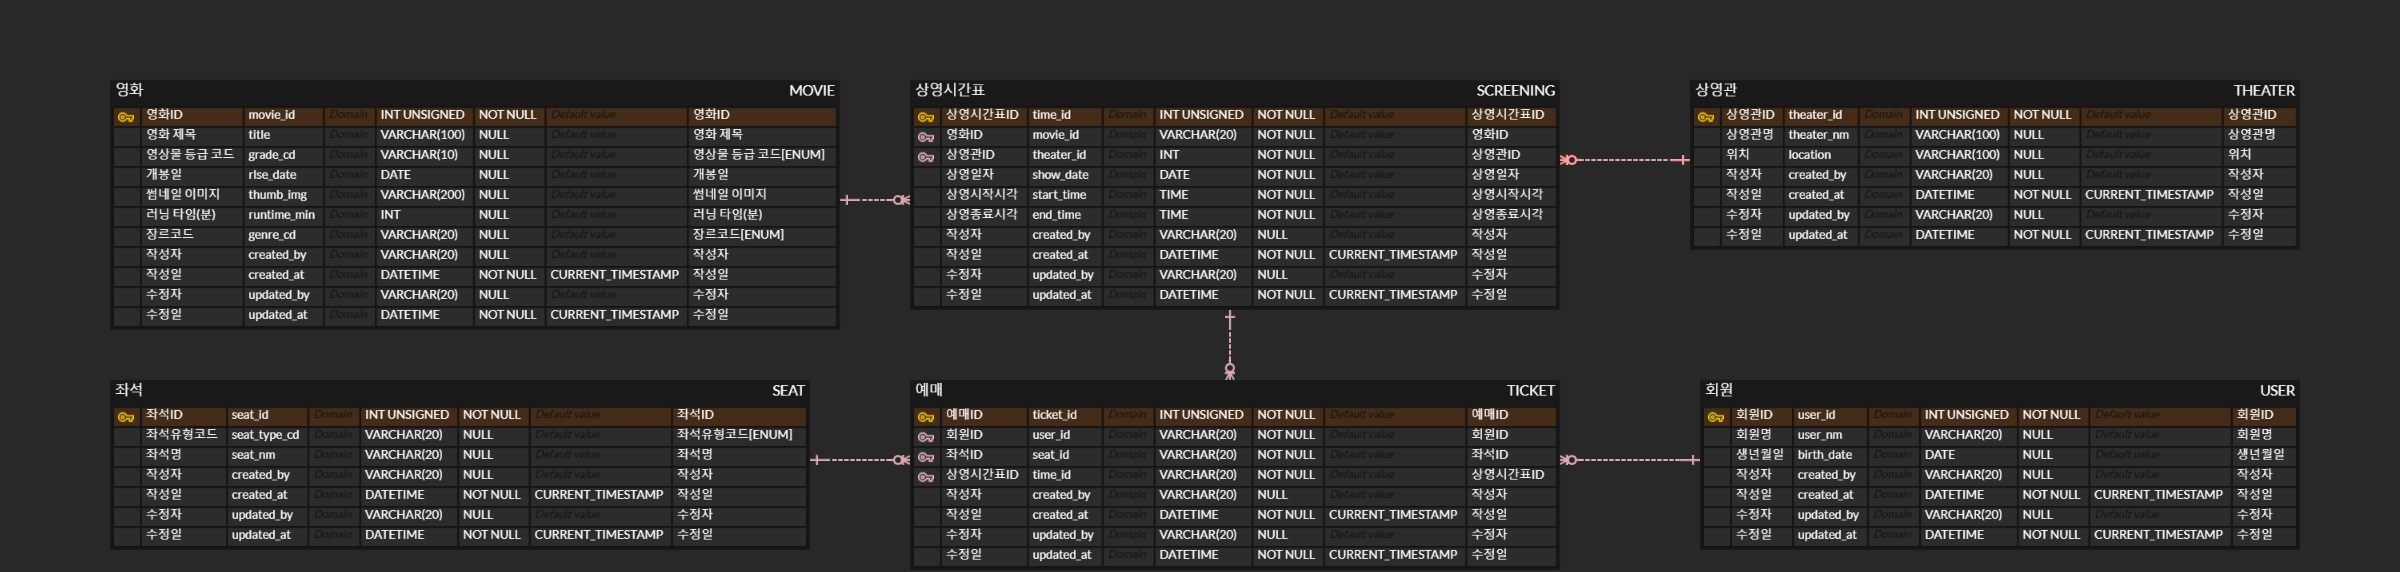 영화 MOVIE
영화ID movie_id Domain INT UNSIGNED NOT NULL Default value 영화ID
영화 제목 title Domain VARCHAR(100) NULL Default value 영화 제목
영상물 등급 코드 grade_cd Domain VARCHAR(10) NULL Default value 영상물 등급 코드[ENUM]
개봉일 rlse_date Domain DATE NULL Default value 개봉일
썸네일 이미지 thumb_img Domain VARCHAR(200) NULL Default value 썸네일 이미지
러닝 타임(분) runtime_min Domain INT NULL Default value 러닝 타임(분)
장르코드 genre_cd Domain VARCHAR(20) NULL Default value 장르코드[ENUM]
작성자 created_by Domain VARCHAR(20) NULL Default value 작성자
작성일 created_at Domain DATETIME NOT NULL CURRENT_TIMESTAMP 작성일
수정자 updated_by Domain VARCHAR(20) NULL Default value 수정자
수정일 updated_at Domain DATETIME NOT NULL CURRENT_TIMESTAMP 수정일
상영시간표 SCREENING
상영시간표ID time_id Domain INT UNSIGNED NOT NULL Default value 상영시간표ID
영화ID movie_id Domain VARCHAR(20) NOT NULL Default value 영화ID
상영관ID theater_id Domain INT NOT NULL Default value 상영관ID
상영일자 show_date Domain DATE NOT NULL Default value 상영일자
상영시작시각 start_time Domain TIME NOT NULL Default value 상영시작시각
상영종료시각 end_time Domain TIME NOT NULL Default value 상영종료시각
작성자 created_by Domain VARCHAR(20) NULL Default value 작성자
작성일 created_at Domain DATETIME NOT NULL CURRENT_TIMESTAMP 작성일
수정자 updated_by Domain VARCHAR(20) NULL Default value 수정자
수정일 updated_at Domain DATETIME NOT NULL CURRENT_TIMESTAMP 수정일
상영관 THEATER
상영관ID theater_id Domain INT UNSIGNED NOT NULL Default value 상영관ID
상영관명 theater_nm Domain VARCHAR(100) NULL Default value 상영관명
위치 location Domain VARCHAR(100) NULL Default value 위치
작성자 created_by Domain VARCHAR(20) NULL Default value 작성자
작성일 created_at Domain DATETIME NOT NULL CURRENT_TIMESTAMP 작성일
수정자 updated_by Domain VARCHAR(20) NULL Default value 수정자
수정일 updated_at Domain DATETIME NOT NULL CURRENT_TIMESTAMP 수정일
좌석 SEAT
좌석ID seat_id Domain INT UNSIGNED NOT NULL Default value 좌석ID
좌석유형코드 seat_type_cd Domain VARCHAR(20) NULL Default value 좌석유형코드[ENUM]
좌석명 seat_nm Domain VARCHAR(20) NULL Default value 좌석명
작성자 created_by Domain VARCHAR(20) NULL Default value 작성자
작성일 created_at Domain DATETIME NOT NULL CURRENT_TIMESTAMP 작성일
수정자 updated_by Domain VARCHAR(20) NULL Default value 수정자
수정일 updated_at Domain DATETIME NOT NULL CURRENT_TIMESTAMP 수정일
예매 TICKET
예매ID ticket_id Domain INT UNSIGNED NOT NULL Default value 예매ID
회원ID user_id Domain VARCHAR(20) NOT NULL Default value 회원ID
좌석ID seat_id Domain VARCHAR(20) NOT NULL Default value 좌석ID
상영시간표ID time_id Domain VARCHAR(20) NOT NULL Default value 상영시간표ID
작성자 created_by Domain VARCHAR(20) NULL Default value 작성자
작성일 created_at Domain DATETIME NOT NULL CURRENT_TIMESTAMP 작성일
수정자 updated_by Domain VARCHAR(20) NULL Default value 수정자
수정일 updated_at Domain DATETIME NOT NULL CURRENT_TIMESTAMP 수정일
회원 USER
회원ID user_id Domain INT UNSIGNED NOT NULL Default value 회원ID
회원명 user_nm Domain VARCHAR(20) NULL Default value 회원명
생년월일 birth_date Domain DATE NULL Default value 생년월일
작성자 created_by Domain VARCHAR(20) NULL Default value 작성자
작성일 created_at Domain DATETIME NOT NULL CURRENT_TIMESTAMP 작성일
수정자 updated_by Domain VARCHAR(20) NULL Default value 수정자
수정일 updated_at Domain DATETIME NOT NULL CURRENT_TIMESTAMP 수정일